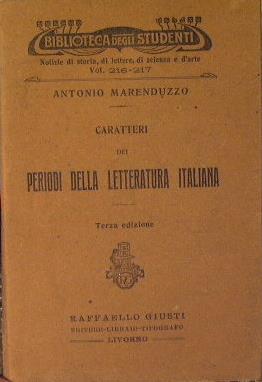 BIBLIOTECA DEGLI STUDENTI
Notizie di storia, di lettere, di scienza e d'arte
Vol. 216-217
ANTONIO MARENDUZZO
CARATTERI
DEI
PERIODI DELLA LETTERATURA ITALIANA
Terza edizione
RAFFAELLO GIUSTI
EDITORE-LIBRAIO-TIPOGRAFO
LIVORNO